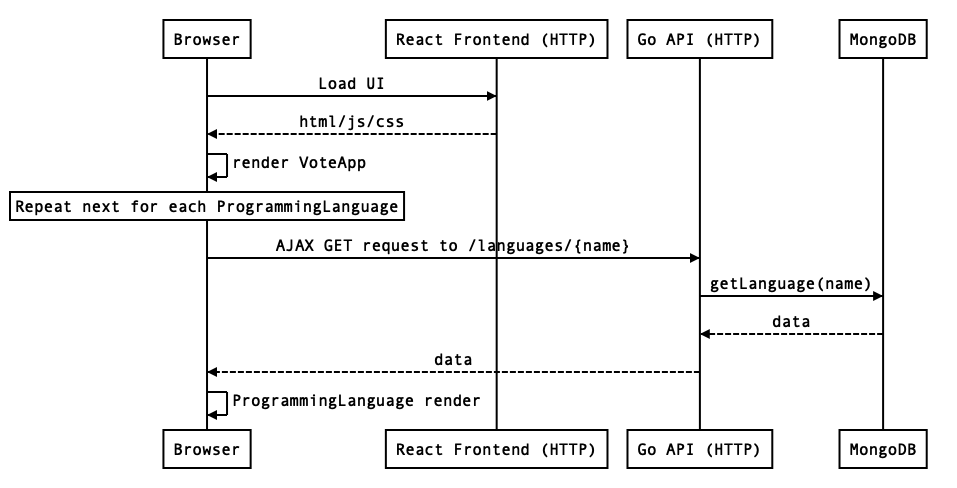 Browser
React Frontend (HTTP)
Go API (HTTP)
MongoDB
Load UI
html/js/css
render VoteApp
Repeat next for each ProgrammingLanguage
AJAX GET request to /languages/{name}
getLanguage(name)
data
data
ProgrammingLanguage render
Browser
React Frontend (HTTP)
Go API (HTTP)
MongoDB